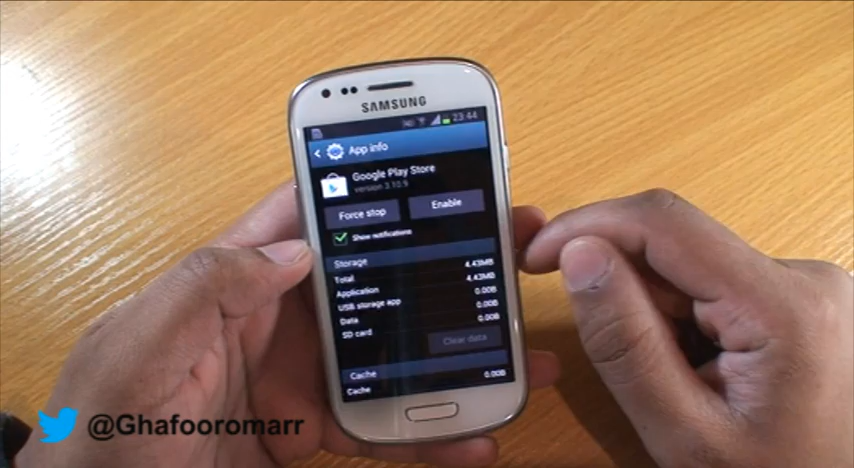 SAMSUNG
23:44
App info
Google Play Store
version 3.10.9
Force stop
Enable
Show notifications
Storage
Total 4.43MB
Application 4.43MB
USB storage app 0.00B
Data 0.00B
SD card 0.00B
Clear data
Cache
Cache 0.00B
@Ghafooromarr